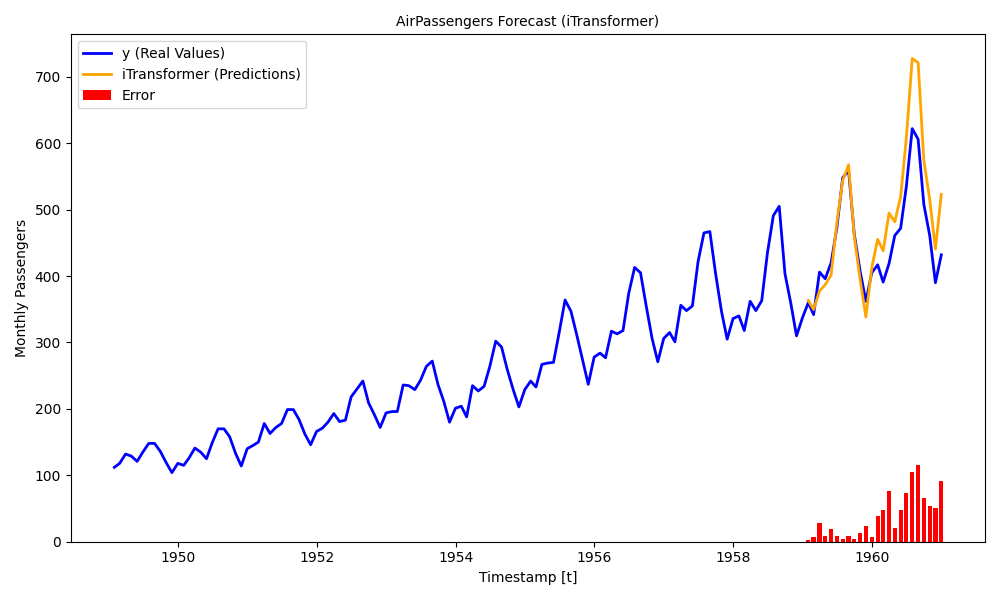 AirPassengers Forecast (iTransformer)
y (Real Values)
iTransformer (Predictions)
Error
Monthly Passengers
700
600
500
400
300
200
100
0
1950 1952 1954 1956 1958 1960
Timestamp [t]